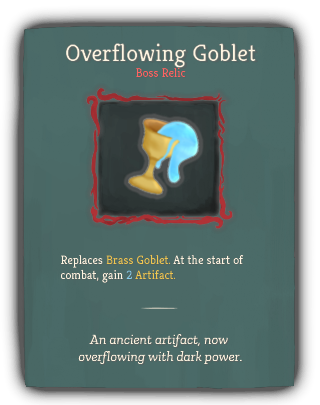 Overflowing Goblet
Boss Relic
Replaces Brass Goblet. At the start of
combat, gain 2 Artifact.
An ancient artifact, now
overflowing with dark power.